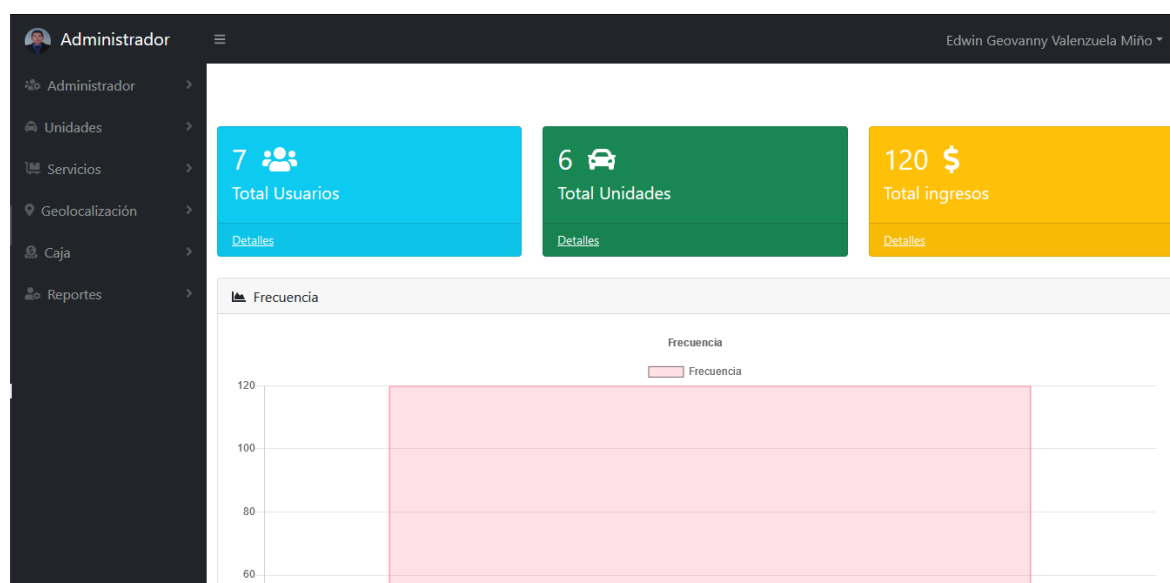 Administrador
Edwin Geovanny Valenzuela Miño
Administrador
Unidades
Servicios
Geolocalización
Caja
Reportes
7
Total Usuarios
Detalles
6
Total Unidades
Detalles
120 $
Total ingresos
Detalles
Frecuencia
Frecuencia
Frecuencia
120
100
80
60